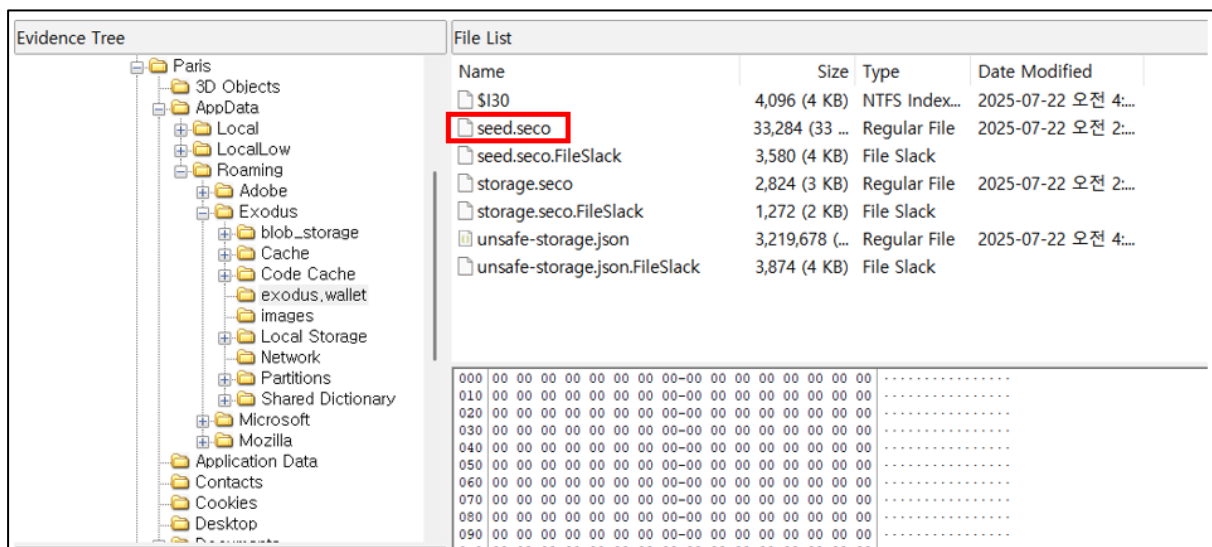 Evidence Tree
Paris
3D Objects
AppData
Local
LocalLow
Roaming
Adobe
Exodus
blob_storage
Cache
Code Cache
exodus,wallet
images
Local Storage
Network
Partitions
Shared Dictionary
Microsoft
Mozilla
Application Data
Contacts
Cookies
Desktop
File List
Name Size Type Date Modified
$I30 4,096 (4 KB) NTFS Index... 2025-07-22 오전 4:...
seed.seco 33,284 (33 ... Regular File 2025-07-22 오전 2:...
seed.seco.FileSlack 3,580 (4 KB) File Slack
storage.seco 2,824 (3 KB) Regular File 2025-07-22 오전 2:...
storage.seco.FileSlack 1,272 (2 KB) File Slack
unsafe-storage.json 3,219,678 (... Regular File 2025-07-22 오전 4:...
unsafe-storage.json.FileSlack 3,874 (4 KB) File Slack
000 00 00 00 00 00 00 00 00-00 00 00 00 00 00 00 00 ................
010 00 00 00 00 00 00 00 00-00 00 00 00 00 00 00 00 ................
020 00 00 00 00 00 00 00 00-00 00 00 00 00 00 00 00 ................
030 00 00 00 00 00 00 00 00-00 00 00 00 00 00 00 00 ................
040 00 00 00 00 00 00 00 00-00 00 00 00 00 00 00 00 ................
050 00 00 00 00 00 00 00 00-00 00 00 00 00 00 00 00 ................
060 00 00 00 00 00 00 00 00-00 00 00 00 00 00 00 00 ................
070 00 00 00 00 00 00 00 00-00 00 00 00 00 00 00 00 ................
080 00 00 00 00 00 00 00 00-00 00 00 00 00 00 00 00 ................
090 00 00 00 00 00 00 00 00-00 00 00 00 00 00 00 00 ................